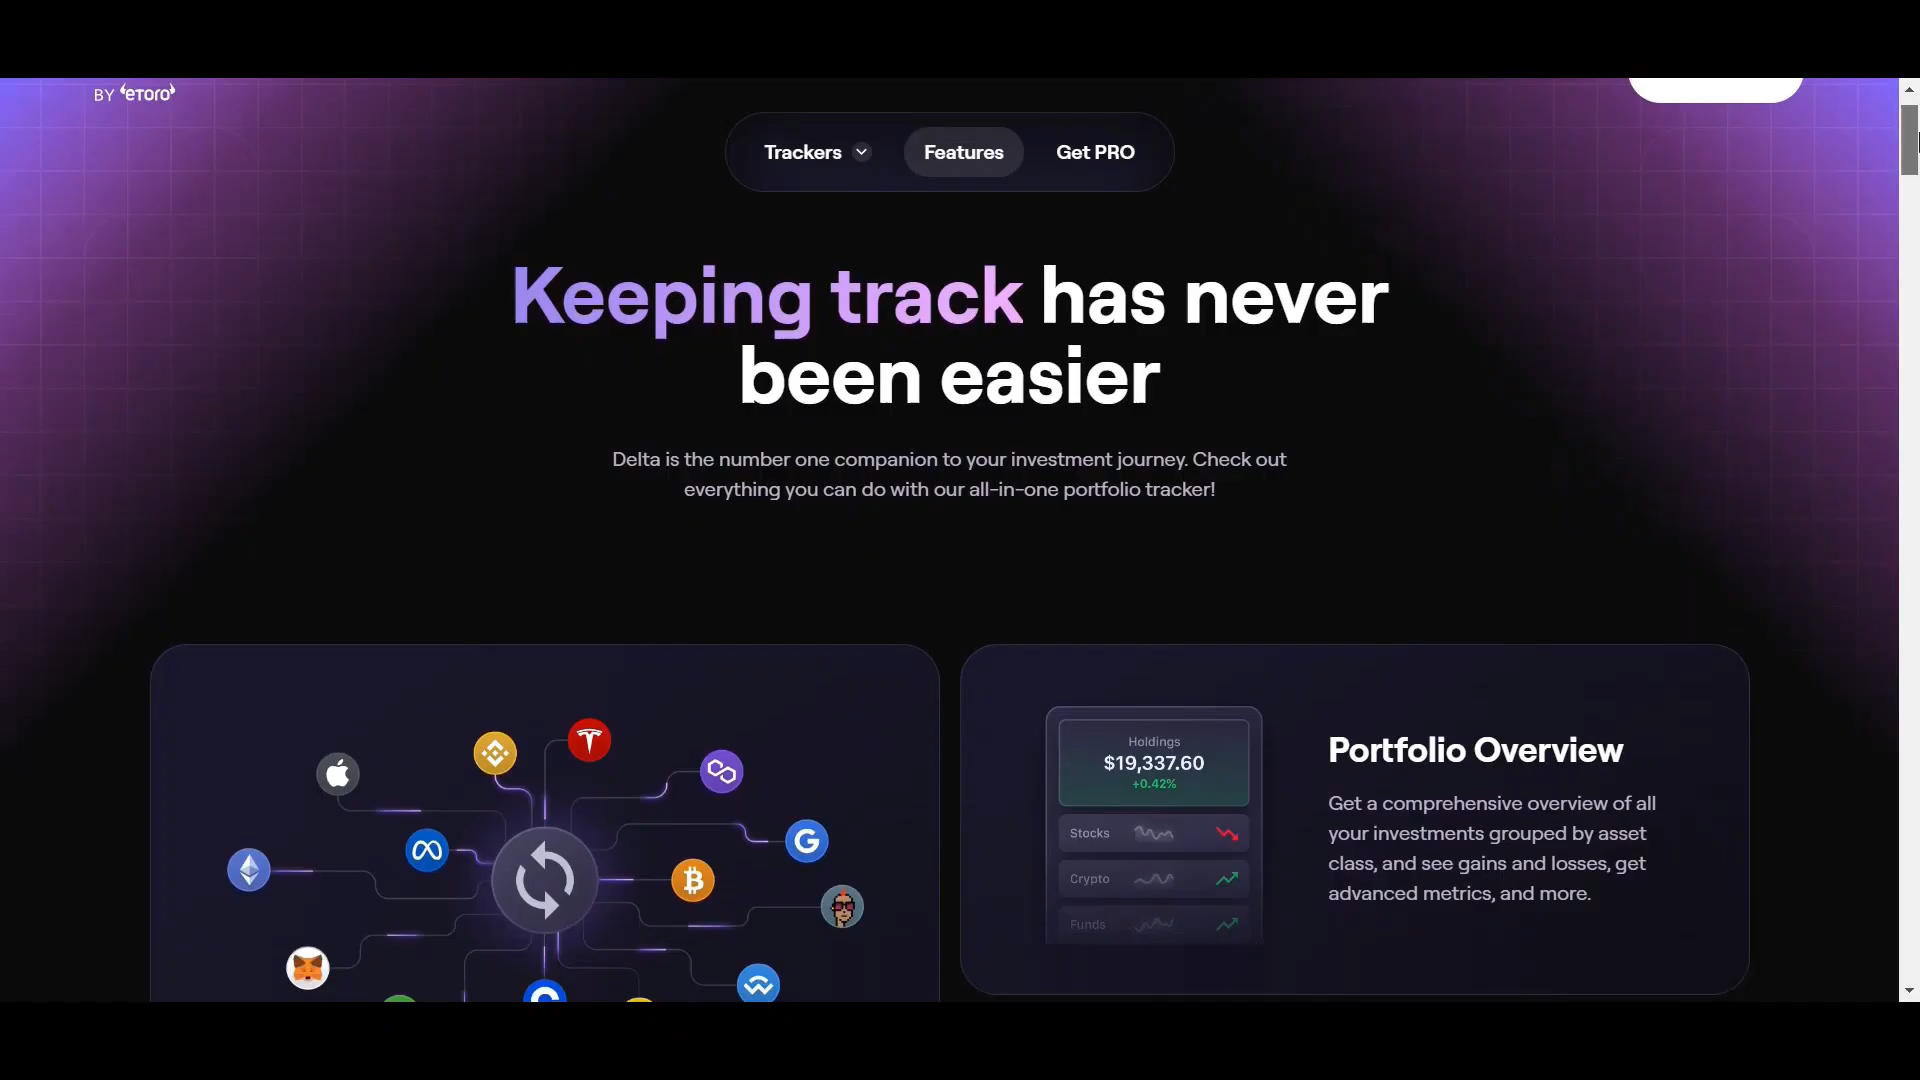 BY eToro
Trackers
Features
Get PRO
Keeping track has never
been easier
Delta is the number one companion to your investment journey. Check out
everything you can do with our all-in-one portfolio tracker!
Holdings
$19,337.60
+0.42%
Stocks
Crypto
Funds
Portfolio Overview
Get a comprehensive overview of all
your investments grouped by asset
class, and see gains and losses, get
advanced metrics, and more.